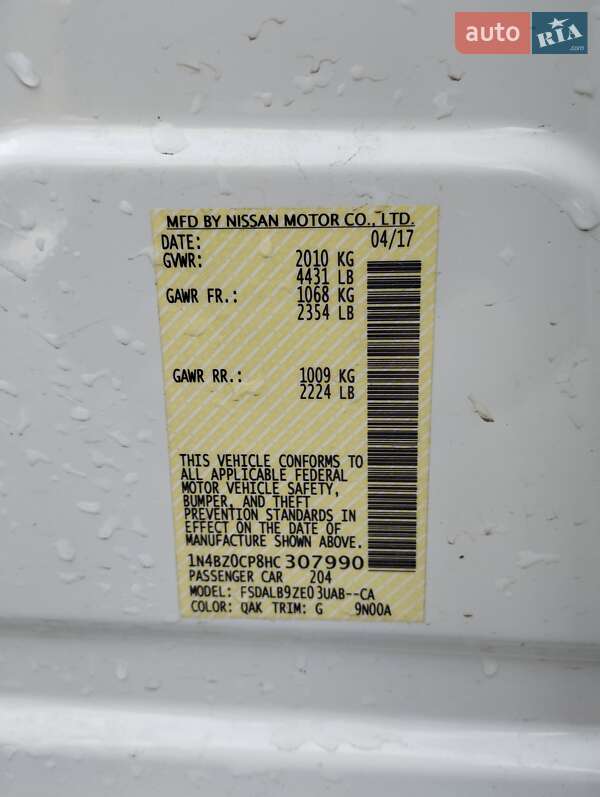 auto RIA .com
MFD BY NISSAN MOTOR CO., LTD.
DATE: 04/17
GVWR: 2010 KG
4431 LB
GAWR FR.: 1068 KG
2354 LB
GAWR RR.: 1009 KG
2224 LB
THIS VEHICLE CONFORMS TO
ALL APPLICABLE FEDERAL
MOTOR VEHICLE SAFETY,
BUMPER, AND THEFT
PREVENTION STANDARDS IN
EFFECT ON THE DATE OF
MANUFACTURE SHOWN ABOVE.
1N4BZ0CP8HC307990
PASSENGER CAR 204
MODEL: FSDALB9ZE03UAB--CA
COLOR: QAK TRIM: G 9N00A